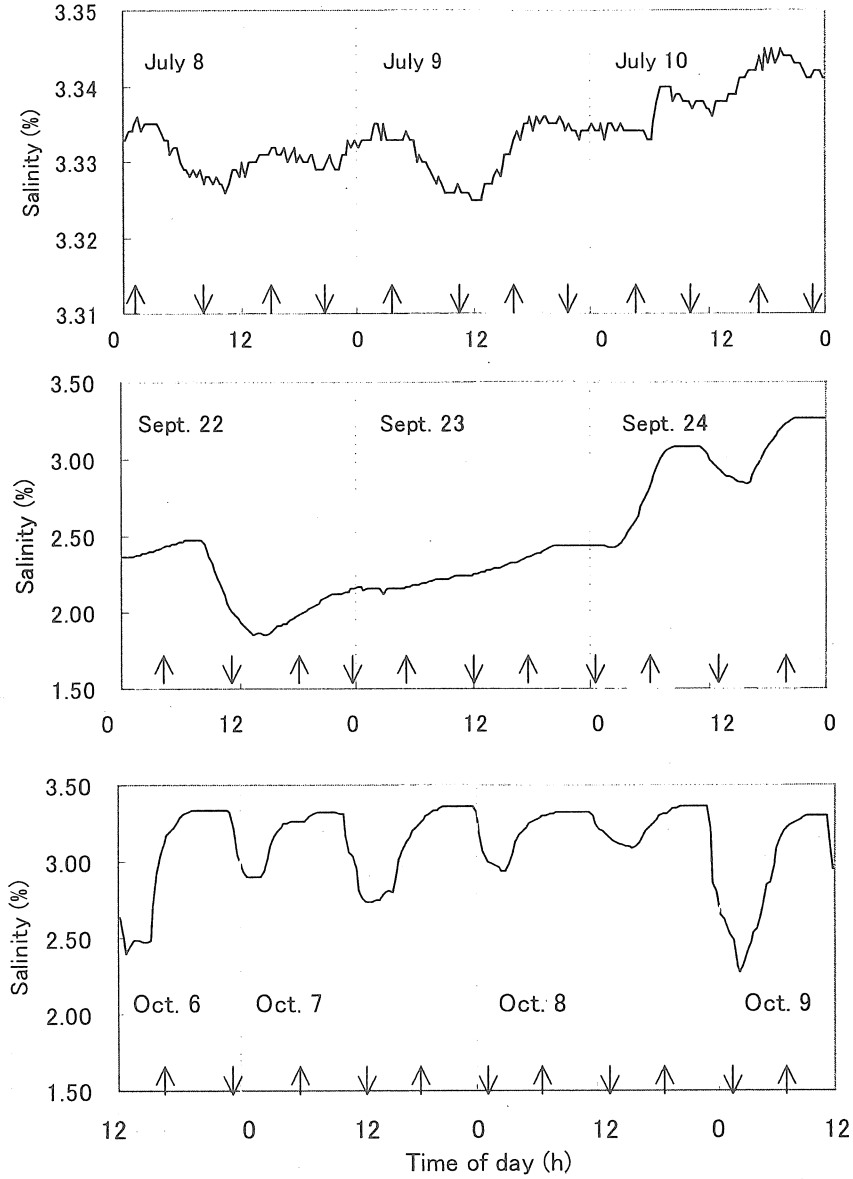 3.35
July 8 July 9 July 10
3.34
Salinity (%)
3.33
3.32
3.31
0 12 0 12 0 12 0
3.50
Sept. 22 Sept. 23 Sept. 24
3.00
Salinity (%)
2.50
2.00
1.50
0 12 0 12 0 12 0
3.50
3.00
Salinity (%)
2.50
Oct. 6 Oct. 7 Oct. 8 Oct. 9
2.00
1.50
12 0 12 0 12 0 12
Time of day (h)